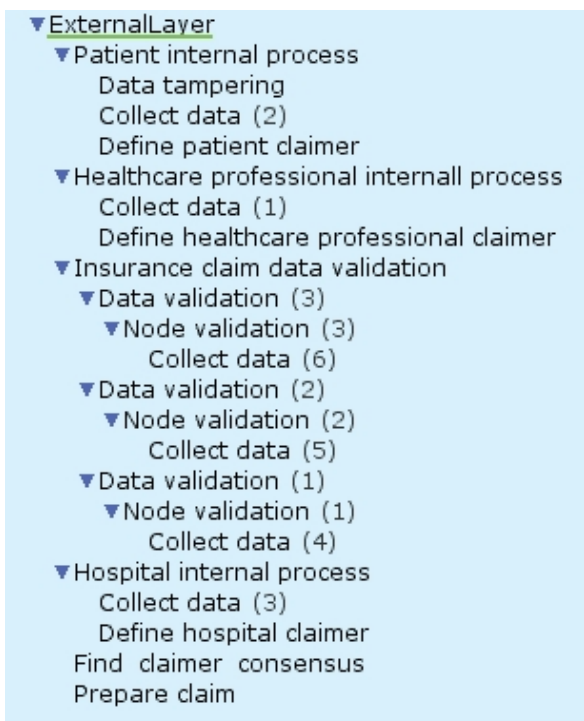 ExternalLayer
Patient internal process
Data tampering
Collect data (2)
Define patient claimer
Healthcare professional internall process
Collect data (1)
Define healthcare professional claimer
Insurance claim data validation
Data validation (3)
Node validation (3)
Collect data (6)
Data validation (2)
Node validation (2)
Collect data (5)
Data validation (1)
Node validation (1)
Collect data (4)
Hospital internal process
Collect data (3)
Define hospital claimer
Find claimer consensus
Prepare claim